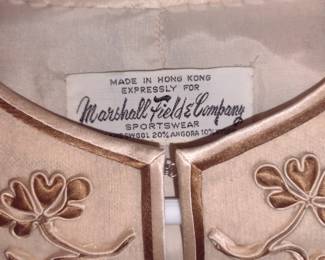 MADE IN HONG KONG
EXPRESSLY FOR
Marshall Field & Company
SPORTSWEAR
WOOL 20% ANGORA 10%